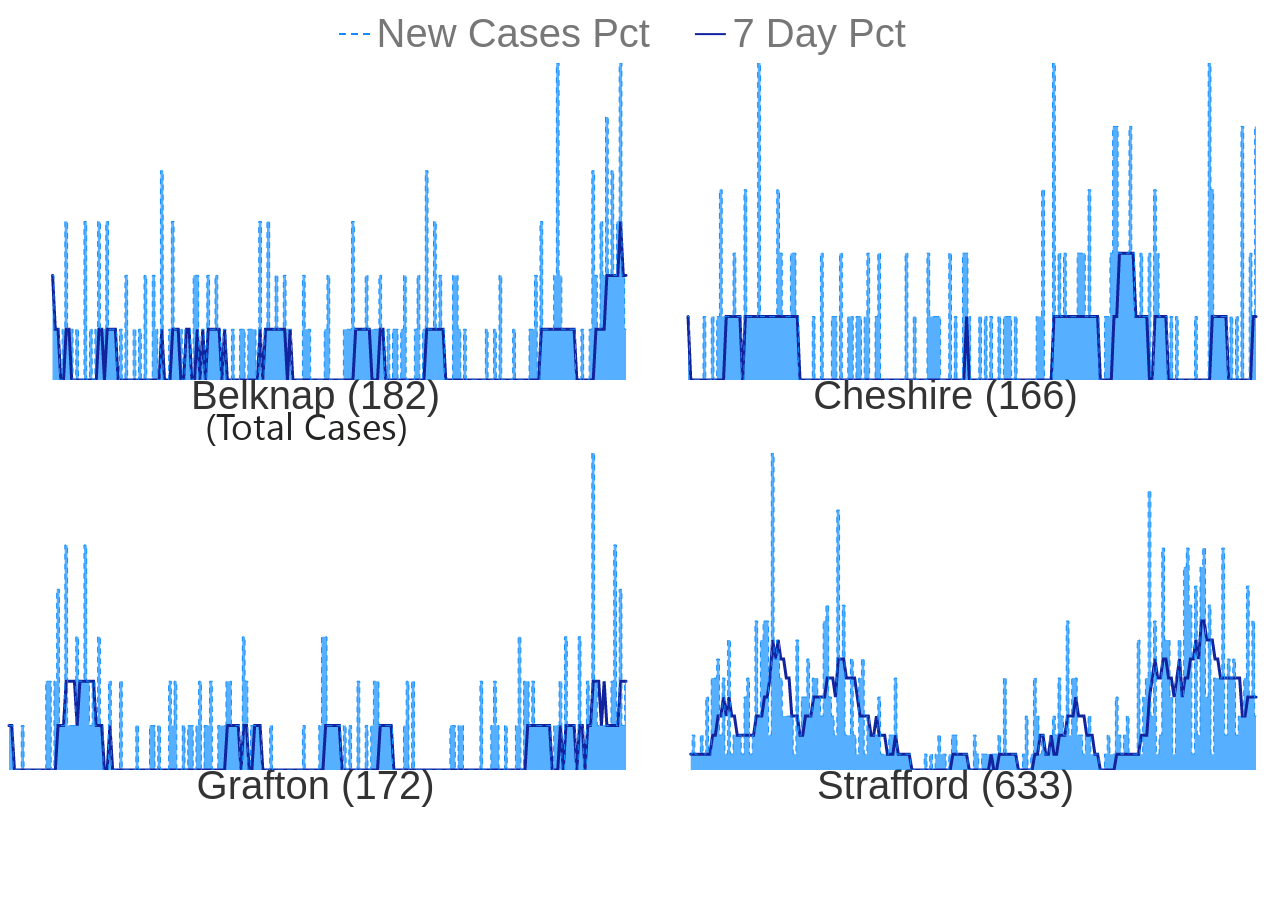 New Cases Pct 7 Day Pct
Belknap (182)
(Total Cases)
Cheshire (166)
Grafton (172)
Strafford (633)